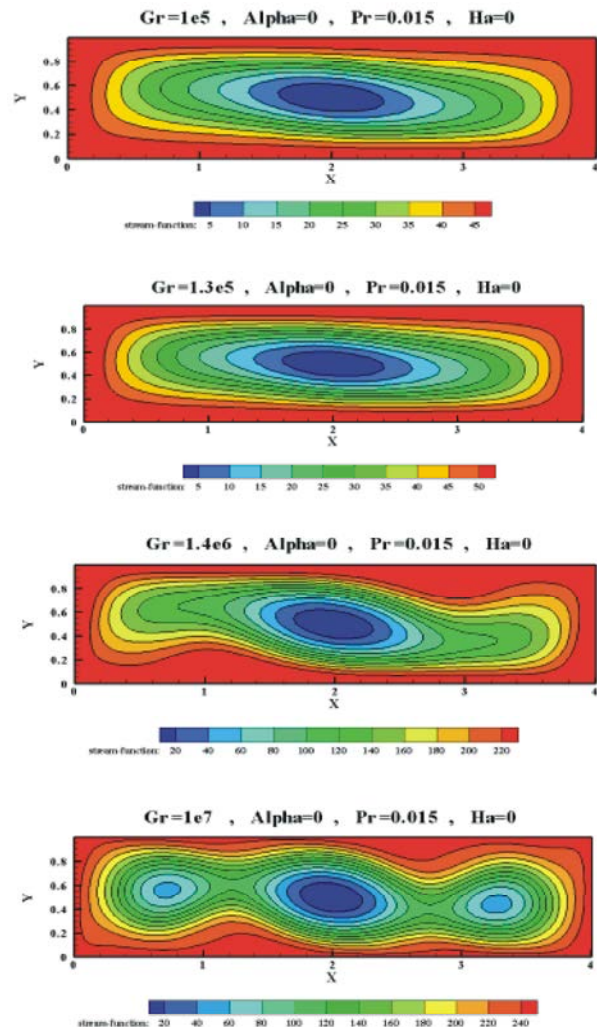 Gr=1e5 , Alpha=0 , Pr=0.015 , Ha=0
Y
0.8
0.6
0.4
0.2
0
0 1 2 3 4
X
stream-function: 5 10 15 20 25 30 35 40 45
Gr=1.3e5 , Alpha=0 , Pr=0.015 , Ha=0
Y
0.8
0.6
0.4
0.2
0
0 1 2 3 4
X
stream-function: 5 10 15 20 25 30 35 40 45 50
Gr=1.4e6 , Alpha=0 , Pr=0.015 , Ha=0
Y
0.8
0.6
0.4
0.2
0
0 1 2 3 4
X
stream-function: 20 40 60 80 100 120 140 160 180 200 220
Gr=1e7 , Alpha=0 , Pr=0.015 , Ha=0
Y
0.8
0.6
0.4
0.2
0
0 1 2 3 4
X
stream-function: 20 40 60 80 100 120 140 160 180 200 220 240